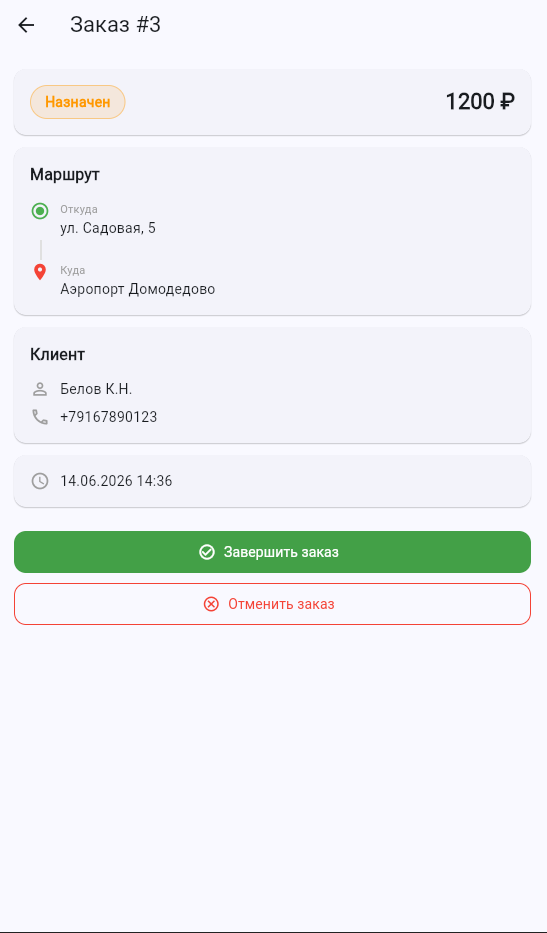 Заказ #3
Назначен
1200 ₽
Маршрут
Откуда
ул. Садовая, 5
Куда
Аэропорт Домодедово
Клиент
Белов К.Н.
+79167890123
14.06.2026 14:36
Завершить заказ
Отменить заказ